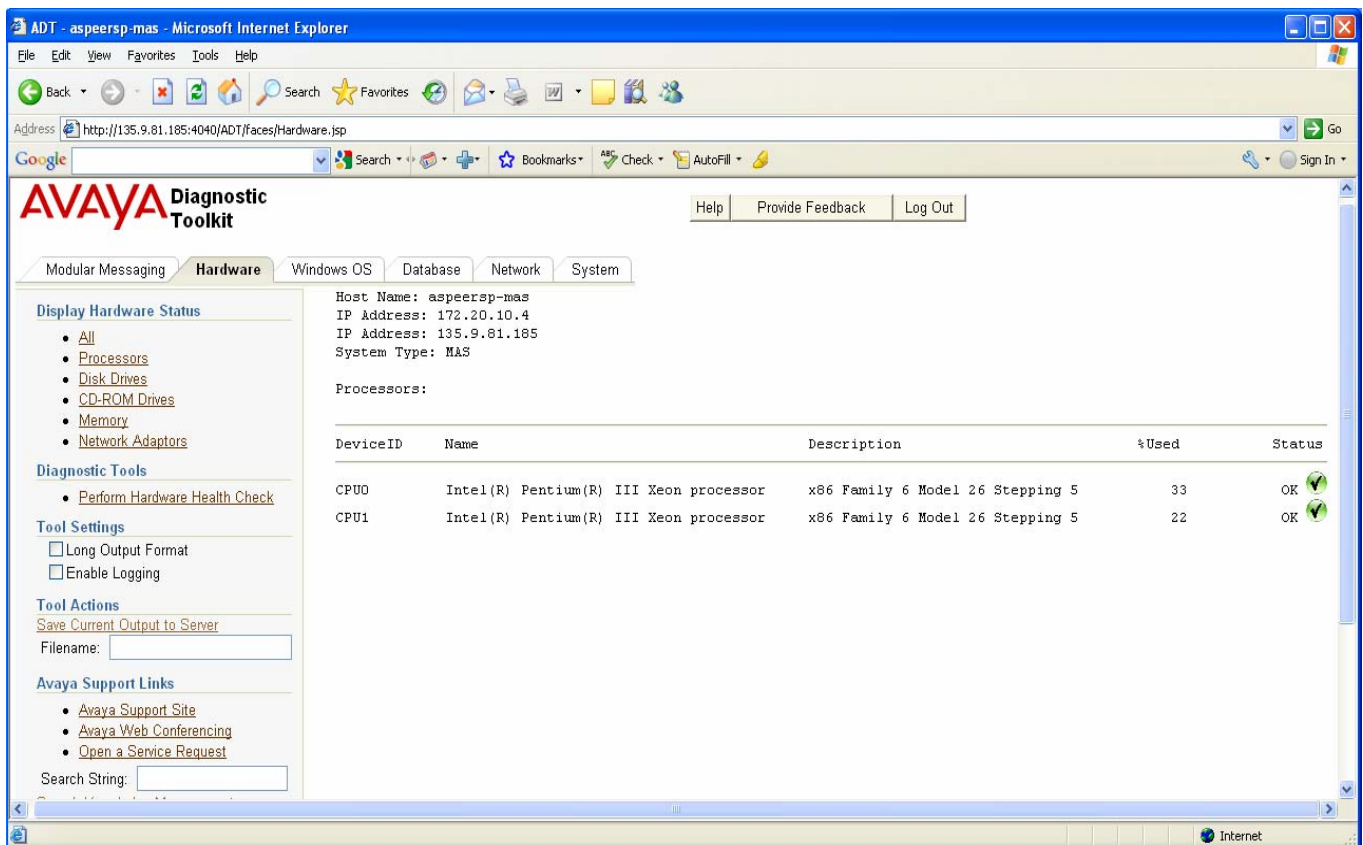 ADT - aspeersp-mas - Microsoft Internet Explorer
File Edit View Favorites Tools Help
Back Search Favorites
Address http://135.9.81.185:4040/ADT/faces/Hardware.jsp Go
Google Search Bookmarks ABC Check AutoFill Sign In
AVAYA Diagnostic Toolkit
Help Provide Feedback Log Out
Modular Messaging Hardware Windows OS Database Network System
Display Hardware Status
• All
• Processors
• Disk Drives
• CD-ROM Drives
• Memory
• Network Adaptors
Diagnostic Tools
• Perform Hardware Health Check
Tool Settings
Long Output Format
Enable Logging
Tool Actions
Save Current Output to Server
Filename:
Avaya Support Links
• Avaya Support Site
• Avaya Web Conferencing
• Open a Service Request
Search String:
Host Name: aspeersp-mas
IP Address: 172.20.10.4
IP Address: 135.9.81.185
System Type: MAS
Processors:
DeviceID Name Description %Used Status
CPU0 Intel(R) Pentium(R) III Xeon processor x86 Family 6 Model 26 Stepping 5 33 OK
CPU1 Intel(R) Pentium(R) III Xeon processor x86 Family 6 Model 26 Stepping 5 22 OK
Internet